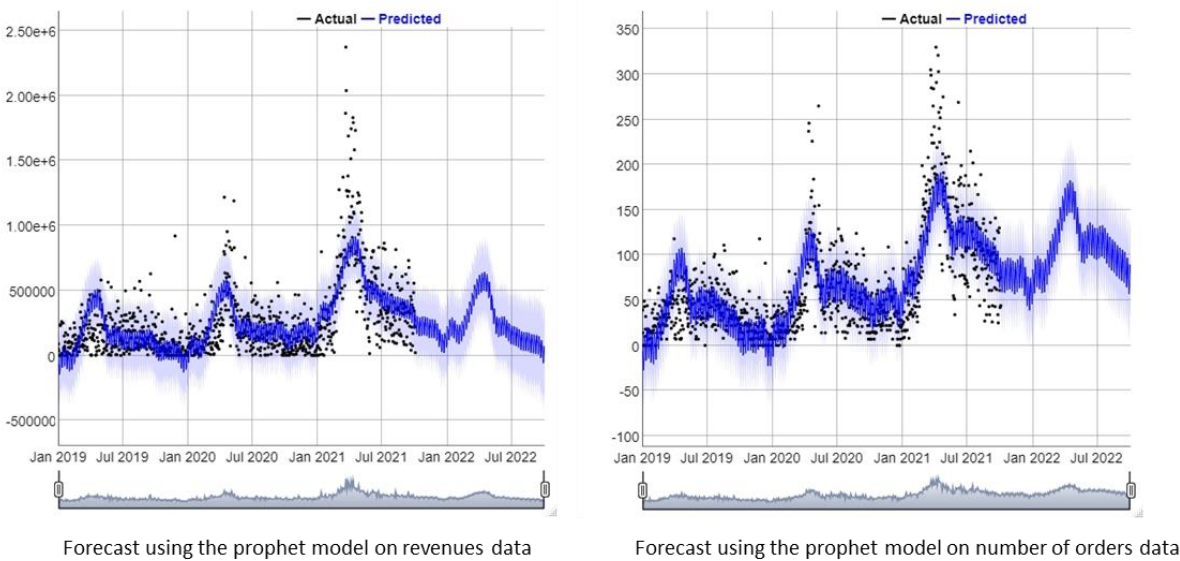 — Actual — Predicted
2.50e+6
2.00e+6
1.50e+6
1.00e+6
500000
0
-500000
Jan 2019 Jul 2019 Jan 2020 Jul 2020 Jan 2021 Jul 2021 Jan 2022 Jul 2022
Forecast using the prophet model on revenues data
— Actual — Predicted
350
300
250
200
150
100
50
0
-50
-100
Jan 2019 Jul 2019 Jan 2020 Jul 2020 Jan 2021 Jul 2021 Jan 2022 Jul 2022
Forecast using the prophet model on number of orders data